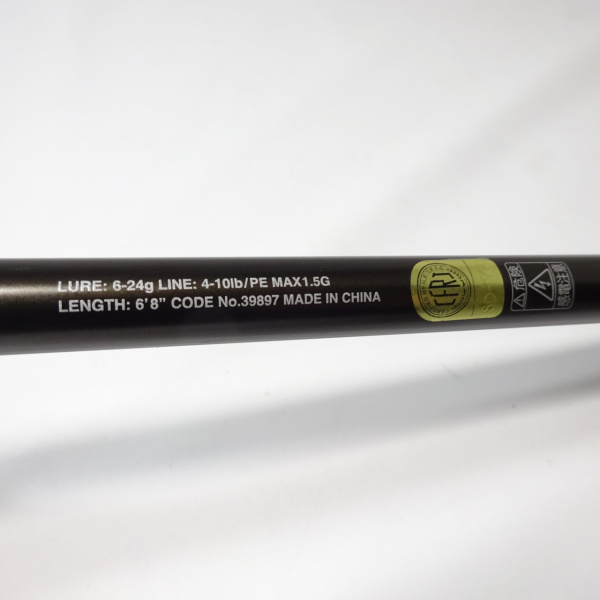 LURE: 6-24g LINE: 4-10lb/PE MAX1.5G
LENGTH: 6'8" CODE No.39897 MADE IN CHINA
CFRJ
危険
感電注意